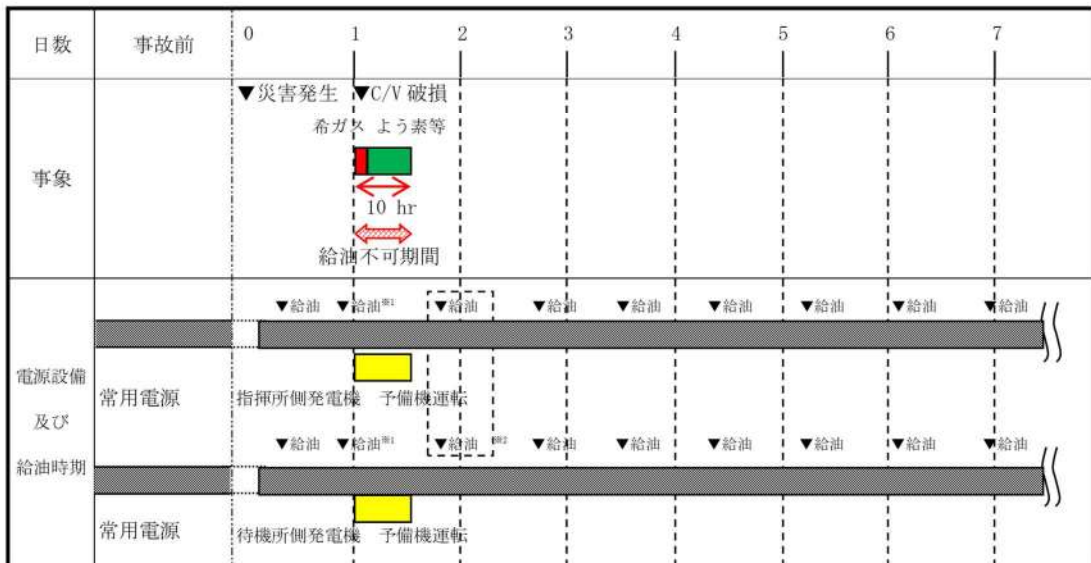 日数 事故前 0 1 2 3 4 5 6 7
▼災害発生 ▼C/V 破損
希ガス よう素等
事象
10 hr
給油不可期間
▼給油 ▼給油※1 ▼給油 ▼給油 ▼給油 ▼給油 ▼給油 ▼給油 ▼給油
電源設備
及び
給油時期
常用電源 指揮所側発電機 予備機運転
▼給油 ▼給油※1 ▼給油 ※2 ▼給油 ▼給油 ▼給油 ▼給油 ▼給油 ▼給油
常用電源 待機所側発電機 予備機運転